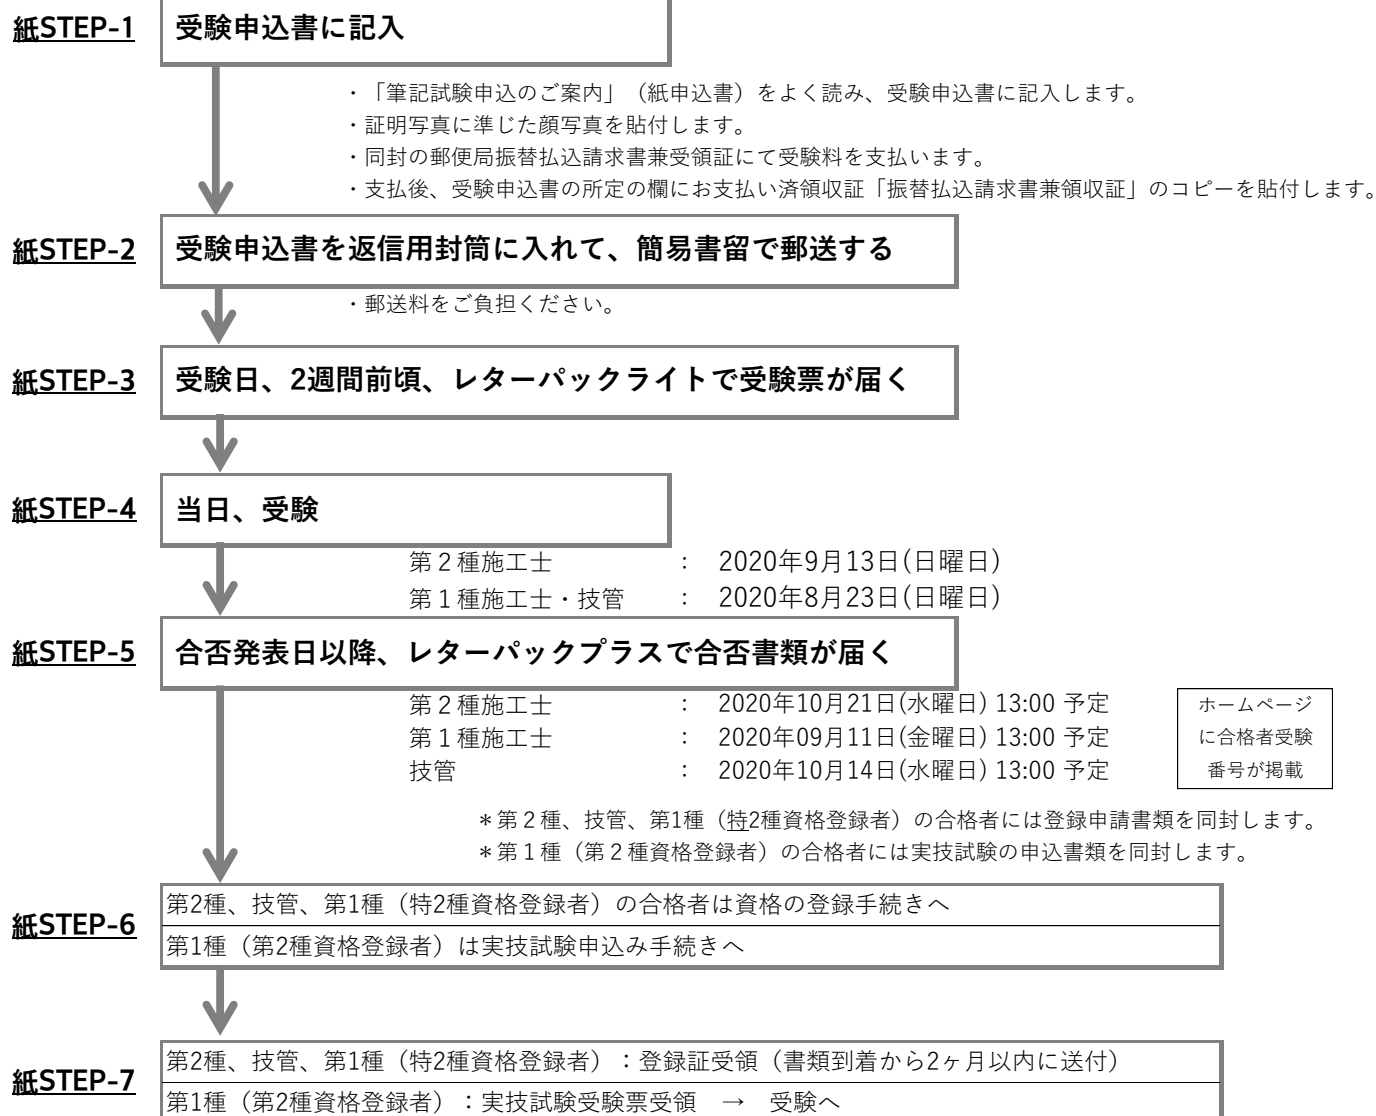 紙STEP-1 受験申込書に記入
・「筆記試験申込のご案内」（紙申込書）をよく読み、受験申込書に記入します。
・証明写真に準じた顔写真を貼付します。
・同封の郵便局振替払込請求書兼受領証にて受験料を支払います。
・支払後、受験申込書の所定の欄にお支払い済領収証「振替払込請求書兼領収証」のコピーを貼付します。
紙STEP-2 受験申込書を返信用封筒に入れて、簡易書留で郵送する
・郵送料をご負担ください。
紙STEP-3 受験日、2週間前頃、レターパックライトで受験票が届く
紙STEP-4 当日、受験
第２種施工士 ： 2020年9月13日(日曜日)
第１種施工士・技管 ： 2020年8月23日(日曜日)
紙STEP-5 合否発表日以降、レターパックプラスで合否書類が届く
第２種施工士 ： 2020年10月21日(水曜日) 13:00 予定
第１種施工士 ： 2020年09月11日(金曜日) 13:00 予定
技管 ： 2020年10月14日(水曜日) 13:00 予定
ホームページ
に合格者受験
番号が掲載
＊第２種、技管、第1種（特2種資格登録者）の合格者には登録申請書類を同封します。
＊第１種（第２種資格登録者）の合格者には実技試験の申込書類を同封します。
紙STEP-6
第2種、技管、第1種（特2種資格登録者）の合格者は資格の登録手続きへ
第1種（第2種資格登録者）は実技試験申込み手続きへ
紙STEP-7
第2種、技管、第1種（特2種資格登録者）：登録証受領（書類到着から2ヶ月以内に送付）
第1種（第2種資格登録者）：実技試験受験票受領 → 受験へ